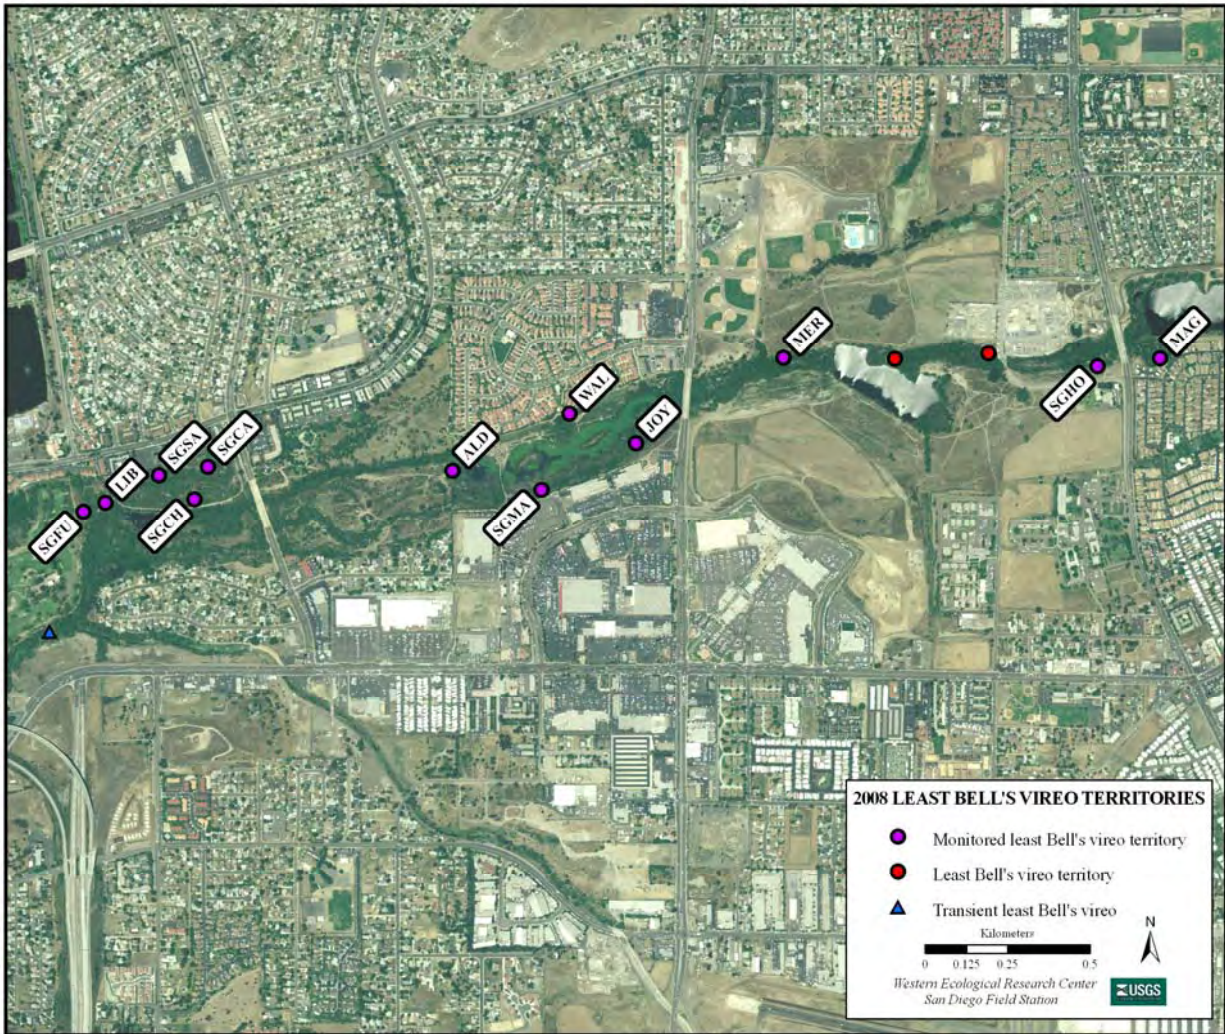 MER
MAG
SGHO
WAL
JOY
ALD
SGMA
SGCA
SGSA
LIB
SGCH
SGFU
2008 LEAST BELL'S VIREO TERRITORIES
Monitored least Bell's vireo territory
Least Bell's vireo territory
Transient least Bell's vireo
Kilometers
0 0.125 0.25 0.5
N
Western Ecological Research Center
San Diego Field Station
USGS